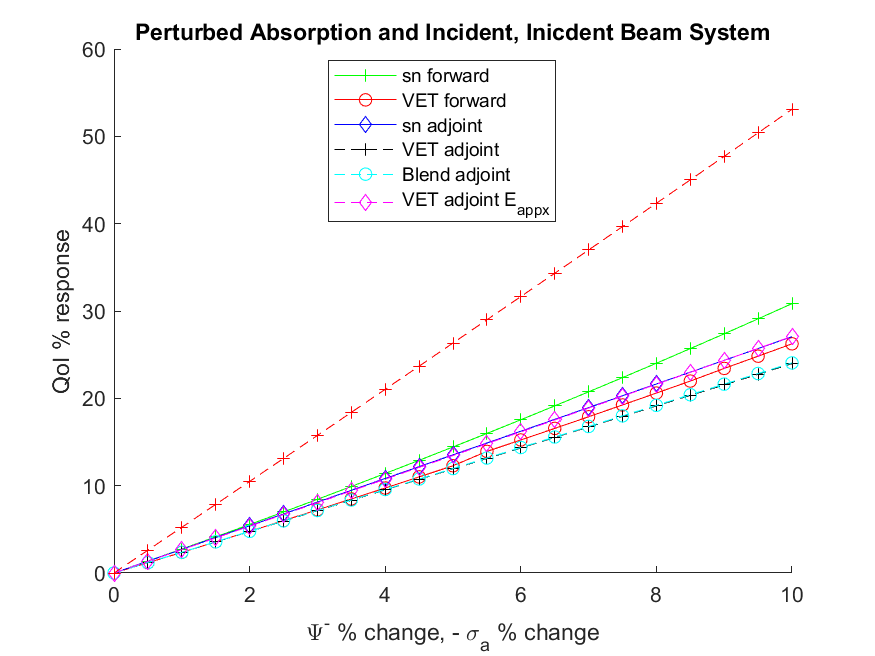 Perturbed Absorption and Incident, Inicdent Beam System
60
50
40
30
20
10
0
QoI % response
sn forward
VET forward
sn adjoint
VET adjoint
Blend adjoint
VET adjoint E_appx
0 2 4 6 8 10
Ψ⁻ % change, - σ_a % change